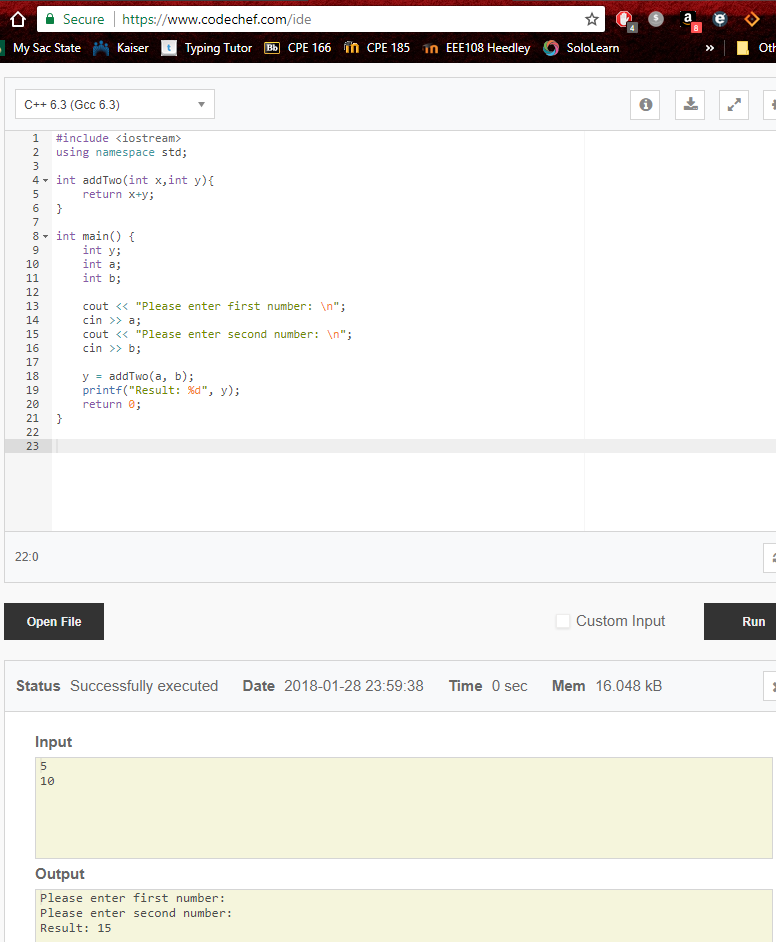 Secure | https://www.codechef.com/ide
4 $ a 8 e
My Sac State Kaiser t Typing Tutor Bb CPE 166 m CPE 185 m EEE108 Heedley SoloLearn » Oth
C++ 6.3 (Gcc 6.3)
1 #include <iostream>
2 using namespace std;
3
4 int addTwo(int x,int y){
5     return x+y;
6 }
7
8 int main() {
9     int y;
10     int a;
11     int b;
12
13     cout << "Please enter first number: \n";
14     cin >> a;
15     cout << "Please enter second number: \n";
16     cin >> b;
17
18     y = addTwo(a, b);
19     printf("Result: %d", y);
20     return 0;
21 }
22
23
22:0
Open File Custom Input Run
Status Successfully executed Date 2018-01-28 23:59:38 Time 0 sec Mem 16.048 kB
Input
5
10
Output
Please enter first number:
Please enter second number:
Result: 15